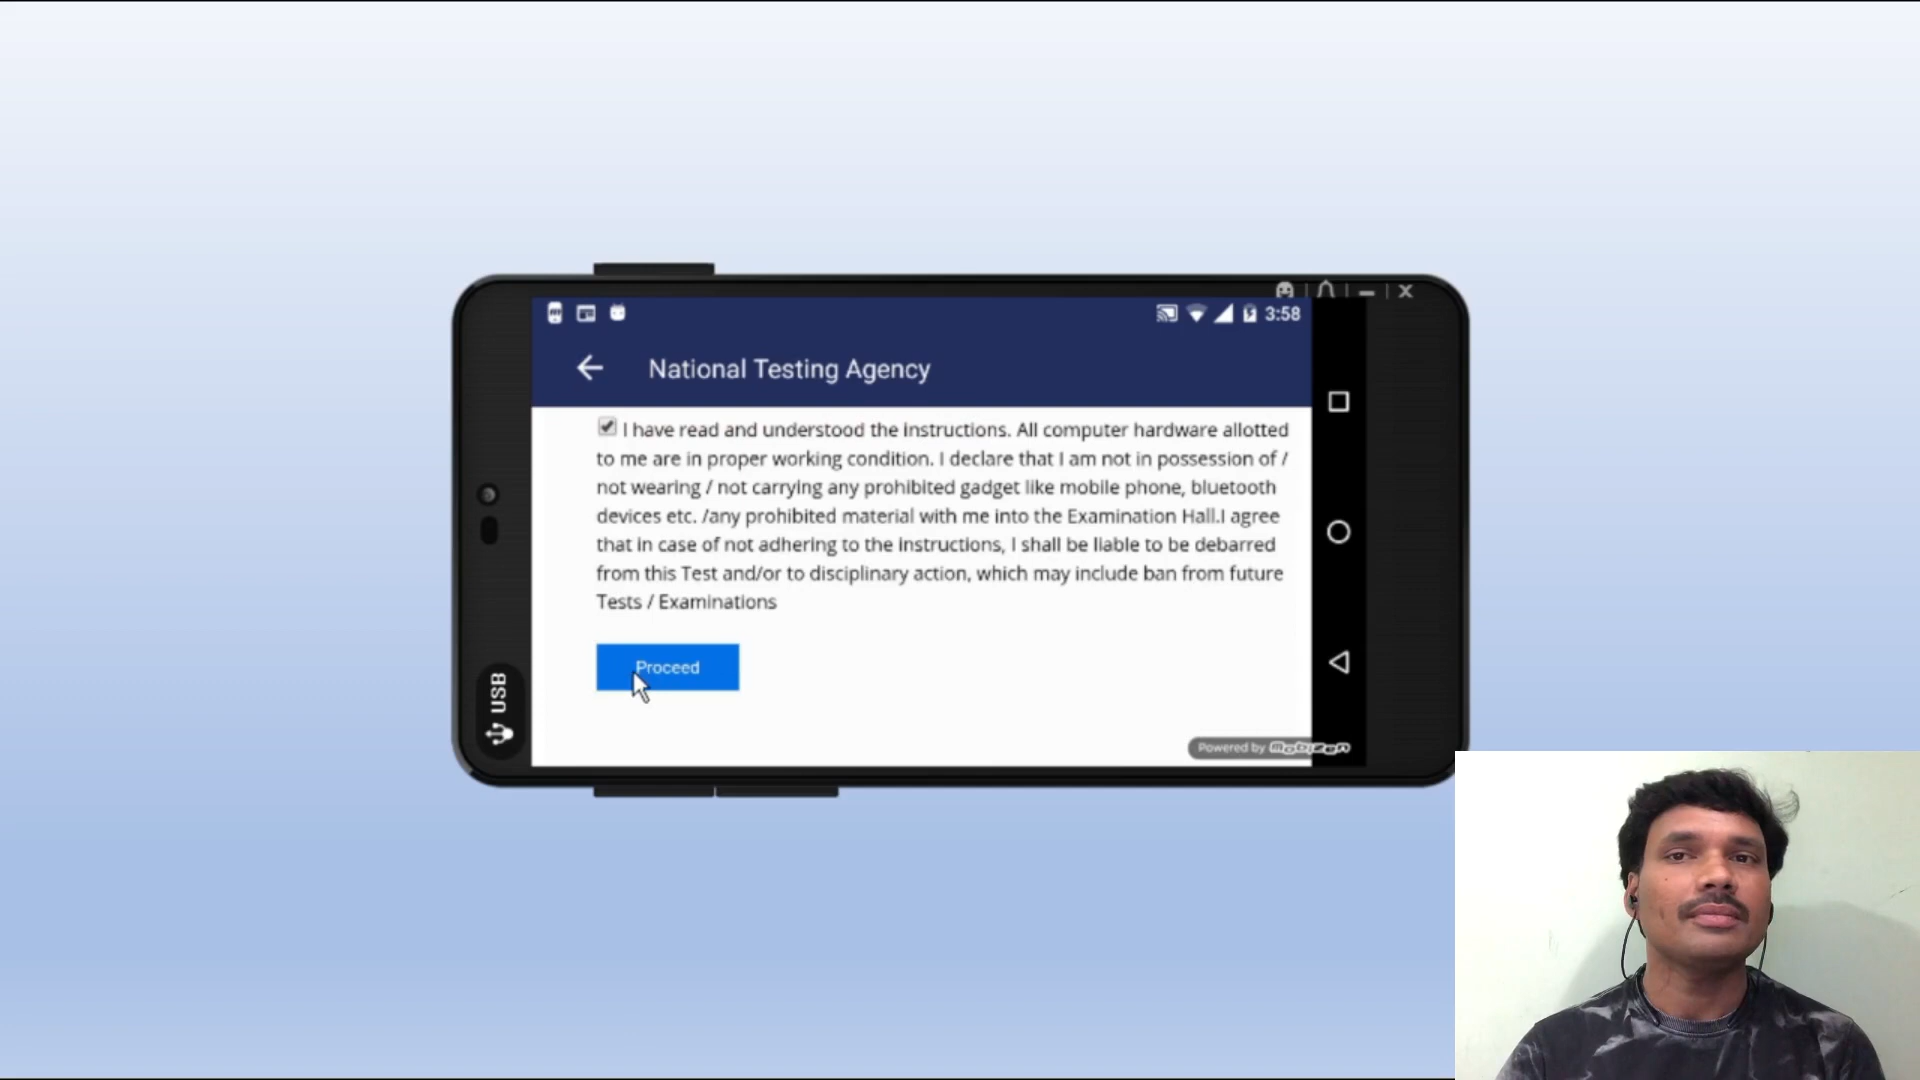 3:58
National Testing Agency
I have read and understood the instructions. All computer hardware allotted
to me are in proper working condition. I declare that I am not in possession of /
not wearing / not carrying any prohibited gadget like mobile phone, bluetooth
devices etc. /any prohibited material with me into the Examination Hall.I agree
that in case of not adhering to the instructions, I shall be liable to be debarred
from this Test and/or to disciplinary action, which may include ban from future
Tests / Examinations
Proceed
USB
Powered by mobizen